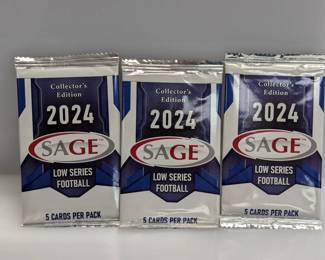 Collector's
Edition
2024
SAGE
LOW SERIES
FOOTBALL
5 CARDS PER PACK
Collector's
Edition
2024
SAGE
LOW SERIES
FOOTBALL
5 CARDS PER PACK
Collector's
Edition
2024
SAGE
LOW SERIES
FOOTBALL
5 CARDS PER PACK